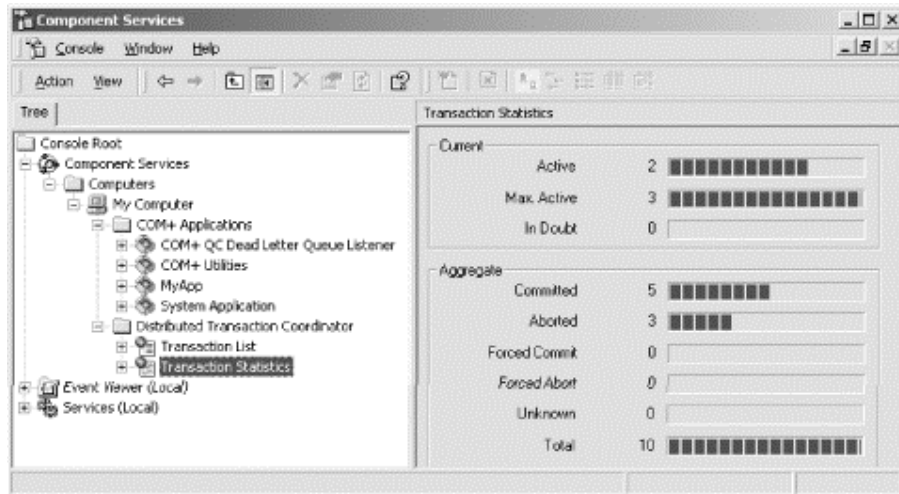 Component Services
Console Window Help
Action View
Tree
Transaction Statistics
Console Root
Component Services
Computers
My Computer
COM+ Applications
COM+ QC Dead Letter Queue Listener
COM+ Utilities
MyApp
System Application
Distributed Transaction Coordinator
Transaction List
Transaction Statistics
Event Viewer (Local)
Services (Local)
Current
Active 2
Max. Active 3
In Doubt 0
Aggregate
Committed 5
Aborted 3
Forced Commit 0
Forced Abort 0
Unknown 0
Total 10